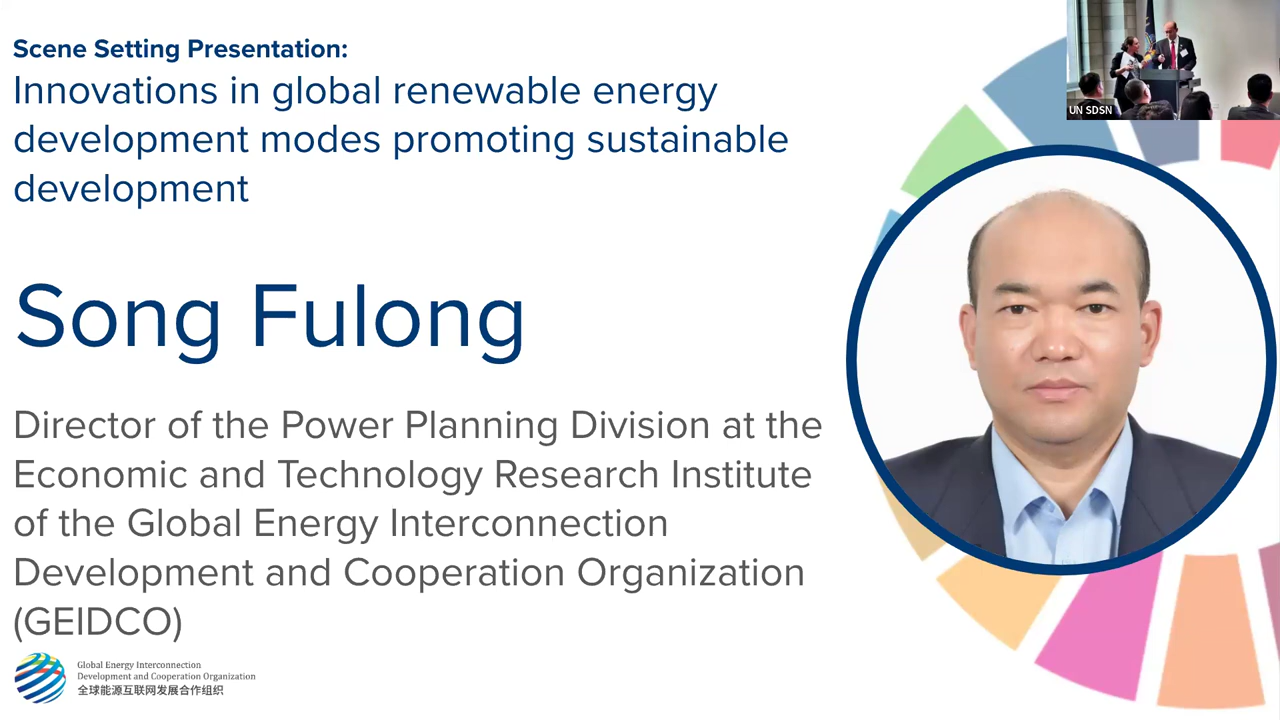 Scene Setting Presentation:
Innovations in global renewable energy
development modes promoting sustainable
development
UN SDSN
Song Fulong
Director of the Power Planning Division at the
Economic and Technology Research Institute
of the Global Energy Interconnection
Development and Cooperation Organization
(GEIDCO)
Global Energy Interconnection
Development and Cooperation Organization
全球能源互联网发展合作组织